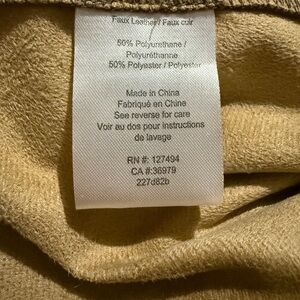 Faux Leather / Faux cuir
50% Polyurethane /
Polyuréthanne
50% Polyester / Polyester
Made in China
Fabriqué en Chine
See reverse for care
Voir au dos pour instructions
de lavage
RN #: 127494
CA #:36979
227d82b